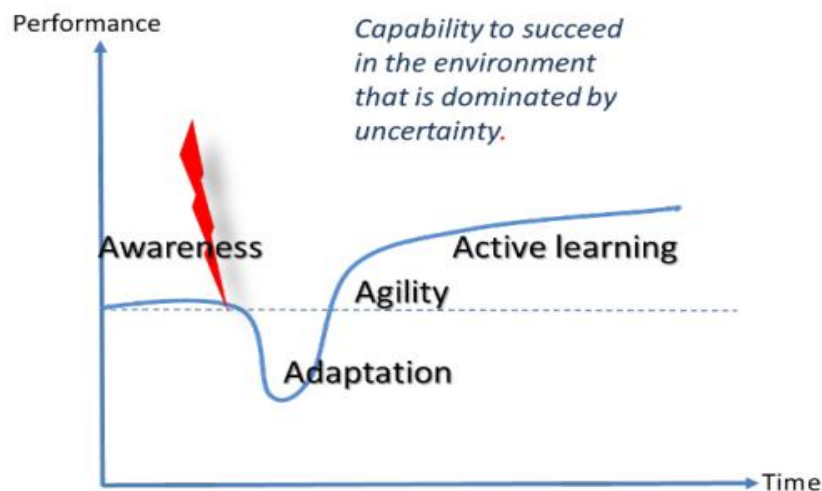 Performance
Capability to succeed
in the environment
that is dominated by
uncertainty.
Awareness
Active learning
Agility
Adaptation
Time